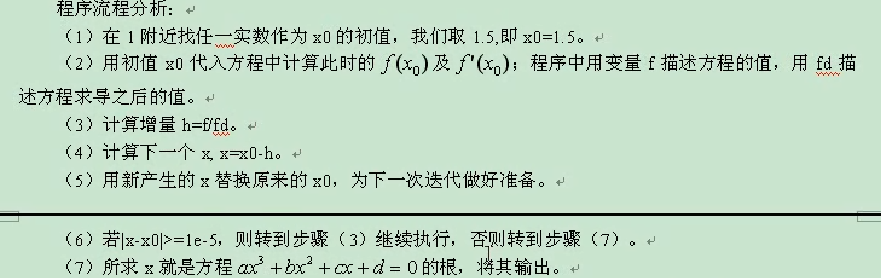 程序流程分析：
（1）在 1 附近找任一实数作为 x0 的初值，我们取 1.5,即 x0=1.5。
（2）用初值 x0 代入方程中计算此时的 f(x₀) 及 f'(x₀)；程序中用变量 f 描述方程的值，用 fd 描
述方程求导之后的值。
（3）计算增量 h=f/fd。
（4）计算下一个 x, x=x0-h。
（5）用新产生的 x 替换原来的 x0，为下一次迭代做好准备。
（6）若|x-x0|>=1e-5，则转到步骤（3）继续执行，否则转到步骤（7）。
（7）所求 x 就是方程 ax³+bx²+cx+d=0 的根，将其输出。